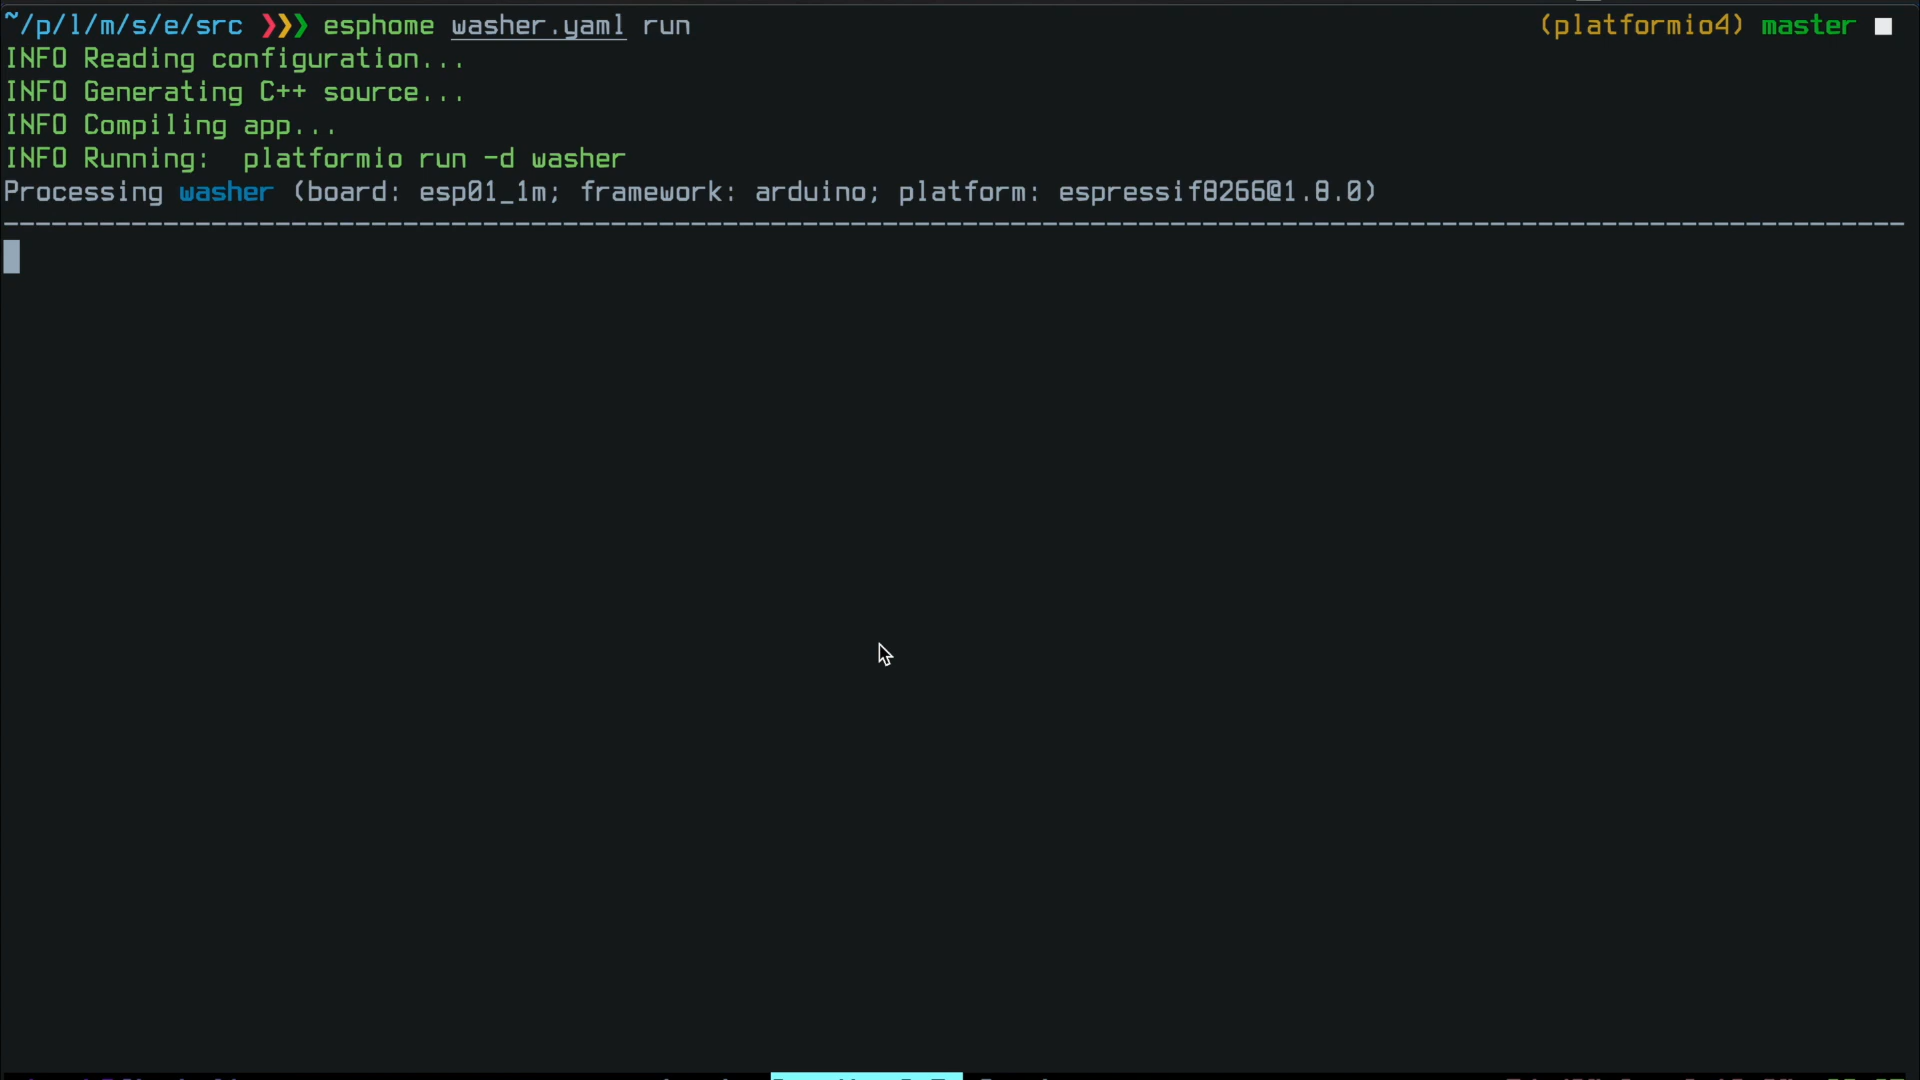 ~/p/l/m/s/e/src ❯❯❯ esphome washer.yaml run (platformio4) master
INFO Reading configuration...
INFO Generating C++ source...
INFO Compiling app...
INFO Running:  platformio run -d washer
Processing washer (board: esp01_1m; framework: arduino; platform: espressif8266@1.8.0)
--------------------------------------------------------------------------------